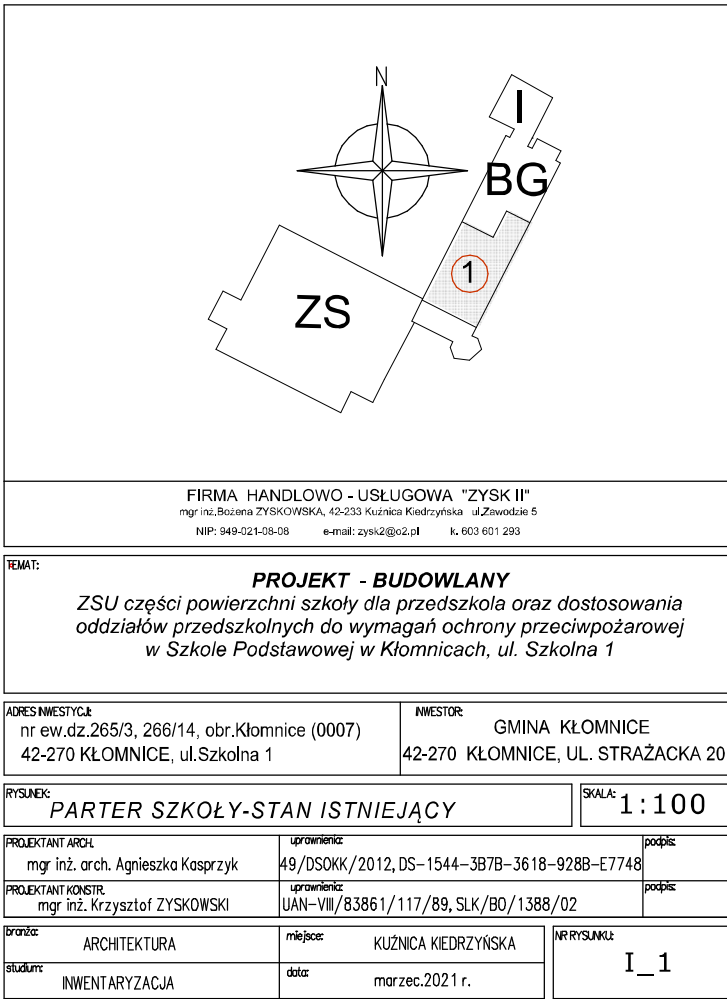 N
I
BG
1
ZS
FIRMA HANDLOWO - USŁUGOWA "ZYSK II"
mgr inż.Bożena ZYSKOWSKA, 42-233 Kuźnica Kiedrzyńska ul.Zawodzie 5
NIP: 949-021-08-08 e-mail: zysk2@o2.pl k. 603 601 293
TEMAT:
PROJEKT - BUDOWLANY
ZSU części powierzchni szkoły dla przedszkola oraz dostosowania
oddziałów przedszkolnych do wymagań ochrony przeciwpożarowej
w Szkole Podstawowej w Kłomnicach, ul. Szkolna 1
ADRES INWESTYCJI:
nr ew.dz.265/3, 266/14, obr.Kłomnice (0007)
42-270 KŁOMNICE, ul.Szkolna 1
INWESTOR:
GMINA KŁOMNICE
42-270 KŁOMNICE, UL. STRAŻACKA 20
RYSUNEK:
PARTER SZKOŁY-STAN ISTNIEJĄCY
SKALA: 1:100
PROJEKTANT ARCH.
mgr inż. arch. Agnieszka Kasprzyk
uprawnienia:
49/DSOKK/2012, DS-1544-3B7B-3618-928B-E7748
podpis:
PROJEKTANT KONSTR.
mgr inż. Krzysztof ZYSKOWSKI
uprawnienia:
UAN-VIII/83861/117/89, SLK/BO/1388/02
podpis:
branża: ARCHITEKTURA
miejsce: KUŹNICA KIEDRZYŃSKA
studium: INWENTARYZACJA
data: marzec.2021 r.
NR RYSUNKU:
I_1